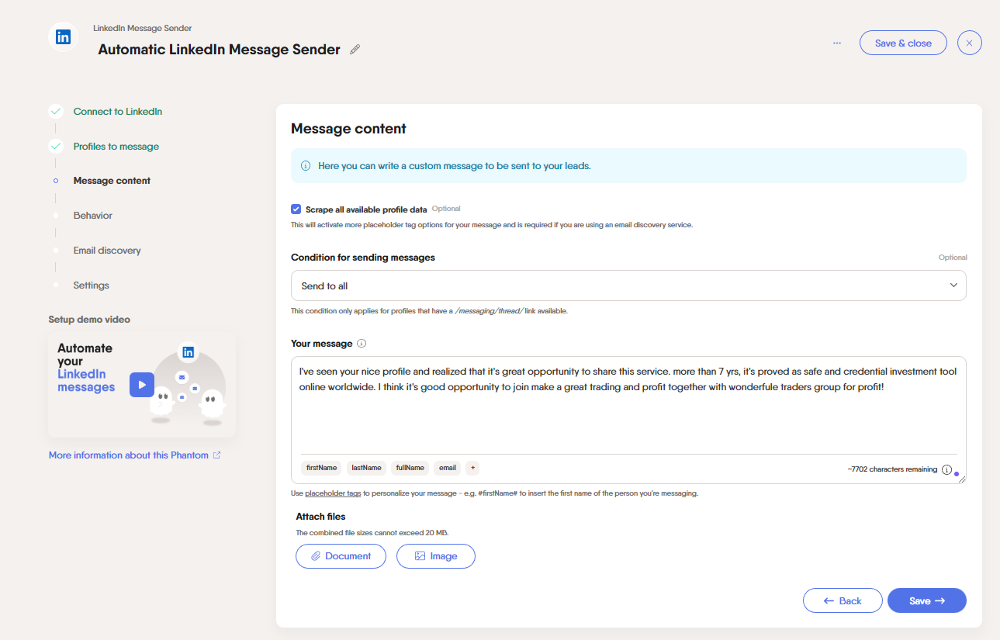 LinkedIn Message Sender
Automatic LinkedIn Message Sender
...
Save & close
Connect to LinkedIn
Profiles to message
Message content
Behavior
Email discovery
Settings
Setup demo video
Automate
your
LinkedIn
messages
in
More information about this Phantom
Message content
Here you can write a custom message to be sent to your leads.
Scrape all available profile data Optional
This will activate more placeholder tag options for your message and is required if you are using an email discovery service.
Condition for sending messages Optional
Send to all
This condition only applies for profiles that have a /messaging/thread/ link available.
Your message
I've seen your nice profile and realized that it's great opportunity to share this service. more than 7 yrs, it's proved as safe and credential investment tool
online worldwide. I think it's good opportunity to join make a great trading and profit together with wonderfule traders group for profit!
firstName lastName fullName email +
~7702 characters remaining
Use placeholder tags to personalize your message - e.g. #firstName# to insert the first name of the person you're messaging.
Attach files
The combined file sizes cannot exceed 20 MB.
Document Image
← Back Save →